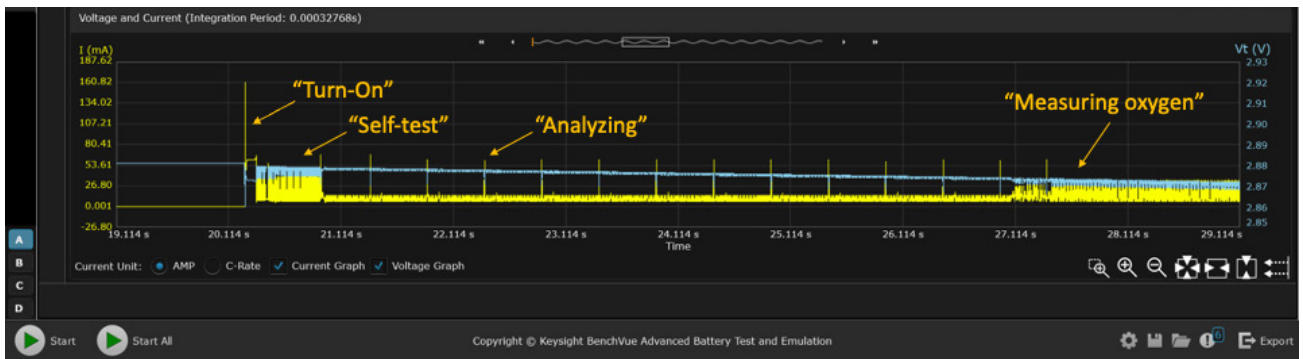 Voltage and Current (Integration Period: 0.00032768s)
I (mA)
Vt (V)
187.62
160.82
134.02
107.21
80.41
53.61
26.80
0.001
-26.80
2.93
2.92
2.91
2.90
2.89
2.88
2.87
2.86
2.85
“Turn-On”
“Self-test”
“Analyzing”
“Measuring oxygen”
19.114 s 20.114 s 21.114 s 22.114 s 23.114 s 24.114 s 25.114 s 26.114 s 27.114 s 28.114 s 29.114 s
Time
A
B
C
D
Current Unit: AMP C-Rate Current Graph Voltage Graph
Start Start All Copyright © Keysight BenchVue Advanced Battery Test and Emulation 6 Export